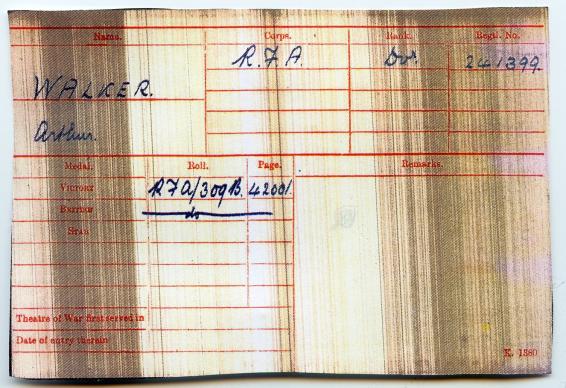 Name. Corps. Rank. Regtl. No.
R.F.A. Dvr. 241399.
WALKER.
Arthur.
Medal. Roll. Page. Remarks.
VICTORY RFA/309B. 42001.
BRITISH do
STAR
Theatre of War first served in
Date of entry therein
K. 1380